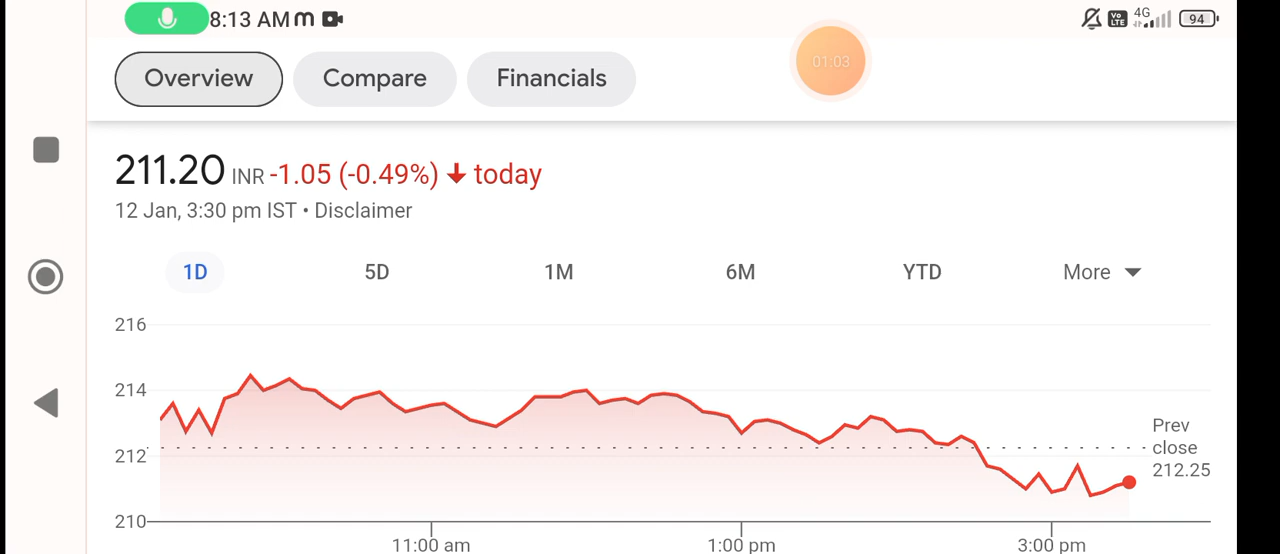 8:13 AM m Vo LTE 4G 94
01:03
Overview Compare Financials
211.20 INR -1.05 (-0.49%) ↓ today
12 Jan, 3:30 pm IST • Disclaimer
1D 5D 1M 6M YTD More
216
214
212
210
Prev
close
212.25
11:00 am 1:00 pm 3:00 pm